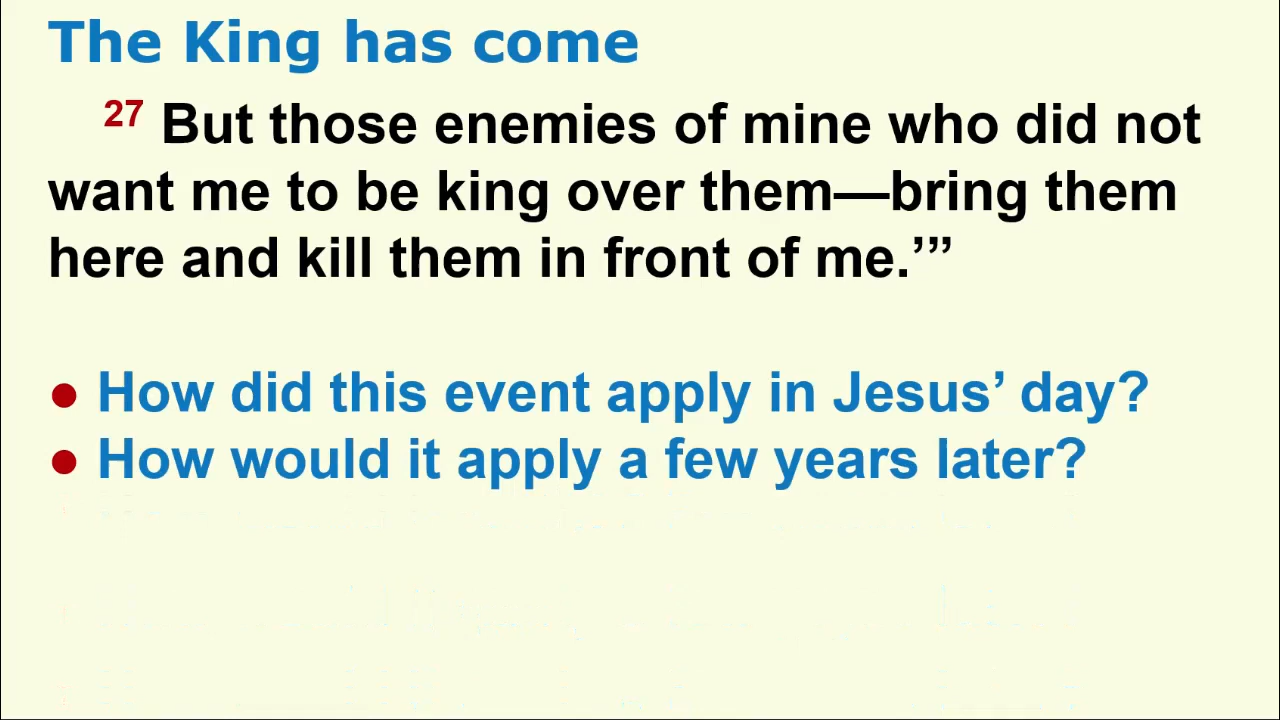 The King has come
27 But those enemies of mine who did not
want me to be king over them—bring them
here and kill them in front of me.’”
● How did this event apply in Jesus’ day?
● How would it apply a few years later?